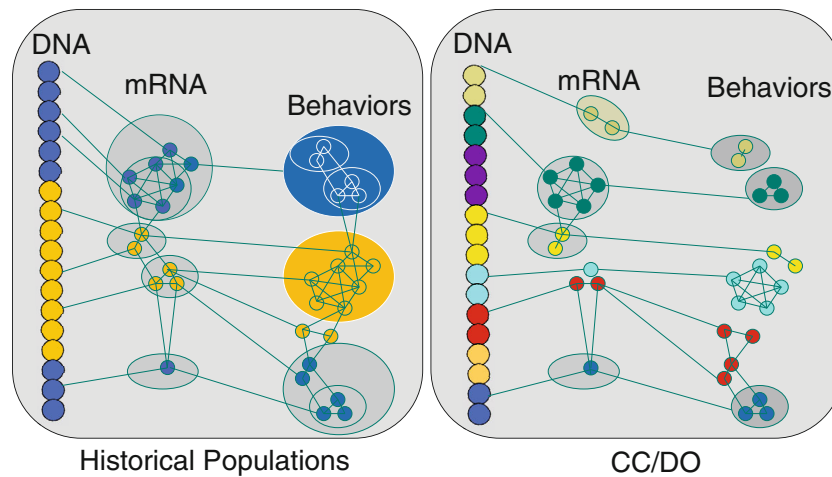 DNA
mRNA
Behaviors
DNA
mRNA
Behaviors
Historical Populations
CC/DO